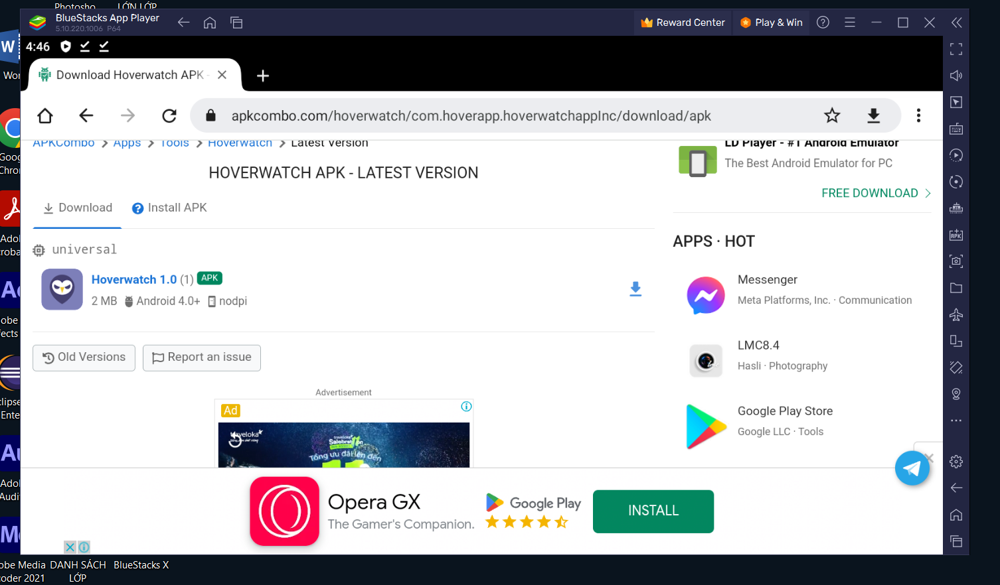 Photosho
LỚN LỚP
BlueStacks App Player
5.10.220.1006 P64
Reward Center
Play & Win
4:46
Download Hoverwatch APK -
apkcombo.com/hoverwatch/com.hoverapp.hoverwatchappInc/download/apk
APKCombo > Apps > Tools > Hoverwatch > Latest Version
HOVERWATCH APK - LATEST VERSION
Download
Install APK
universal
Hoverwatch 1.0 (1) APK
2 MB Android 4.0+ nodpi
Old Versions
Report an issue
Advertisement
Ad
traveloka
traveloka
Tổng ưu đãi lên đến
LD Player - #1 Android Emulator
The Best Android Emulator for PC
FREE DOWNLOAD
APPS · HOT
Messenger
Meta Platforms, Inc. · Communication
LMC8.4
Hasli · Photography
Google Play Store
Google LLC · Tools
Opera GX
The Gamer's Companion.
Google Play
INSTALL
APK
W
Wor
Goog
Chro
Adol
roba
Ae
obe
fects
clipse
Ente
Au
Adol
Audi
Me
obe Media
coder 2021
DANH SÁCH
LỚP
BlueStacks X